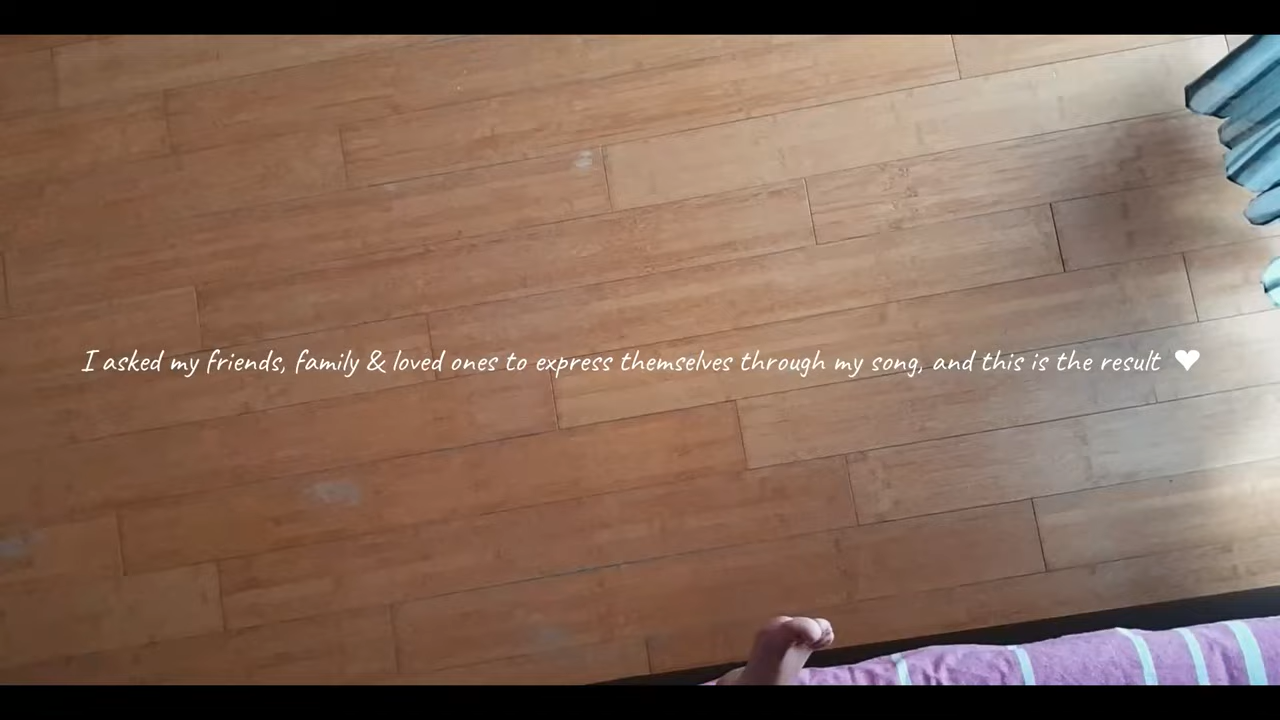 I asked my friends, family & loved ones to express themselves through my song, and this is the result ♥